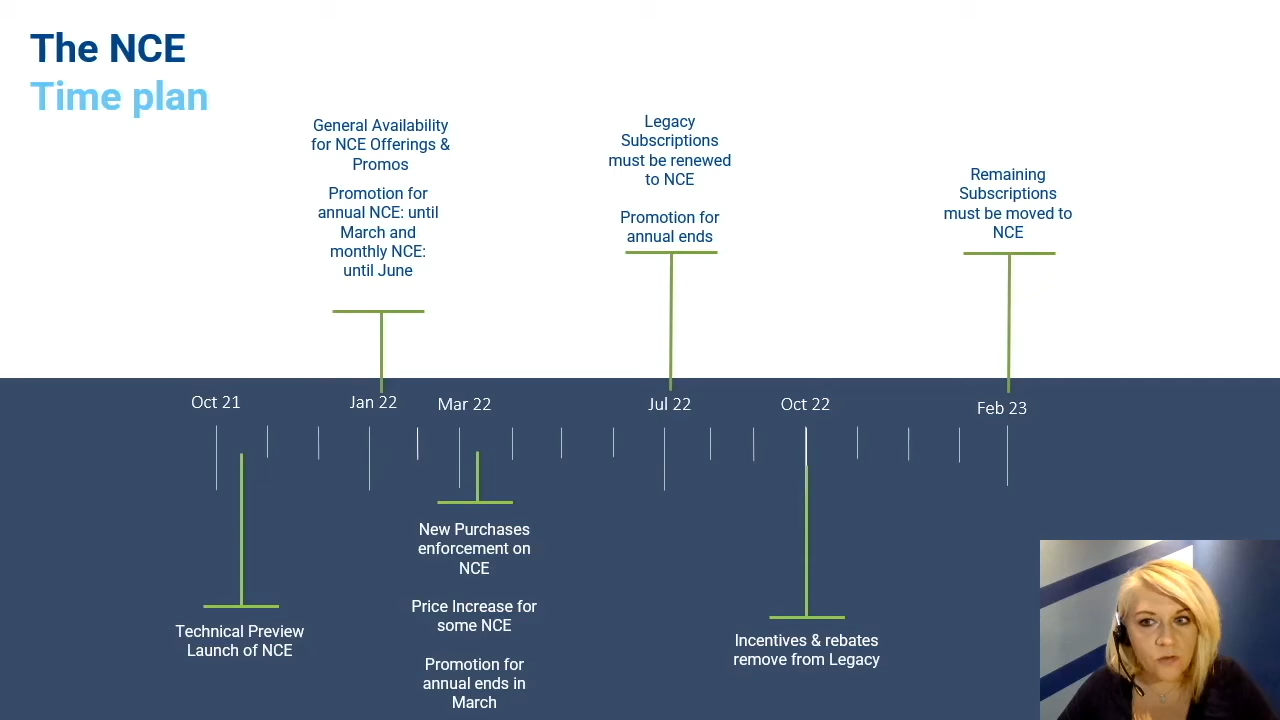 The NCE
Time plan
General Availability
for NCE Offerings &
Promos
Promotion for
annual NCE: until
March and
monthly NCE:
until June
Legacy
Subscriptions
must be renewed
to NCE
Promotion for
annual ends
Remaining
Subscriptions
must be moved to
NCE
Oct 21
Jan 22
Mar 22
Jul 22
Oct 22
Feb 23
Technical Preview
Launch of NCE
New Purchases
enforcement on
NCE
Price Increase for
some NCE
Promotion for
annual ends in
March
Incentives & rebates
remove from Legacy